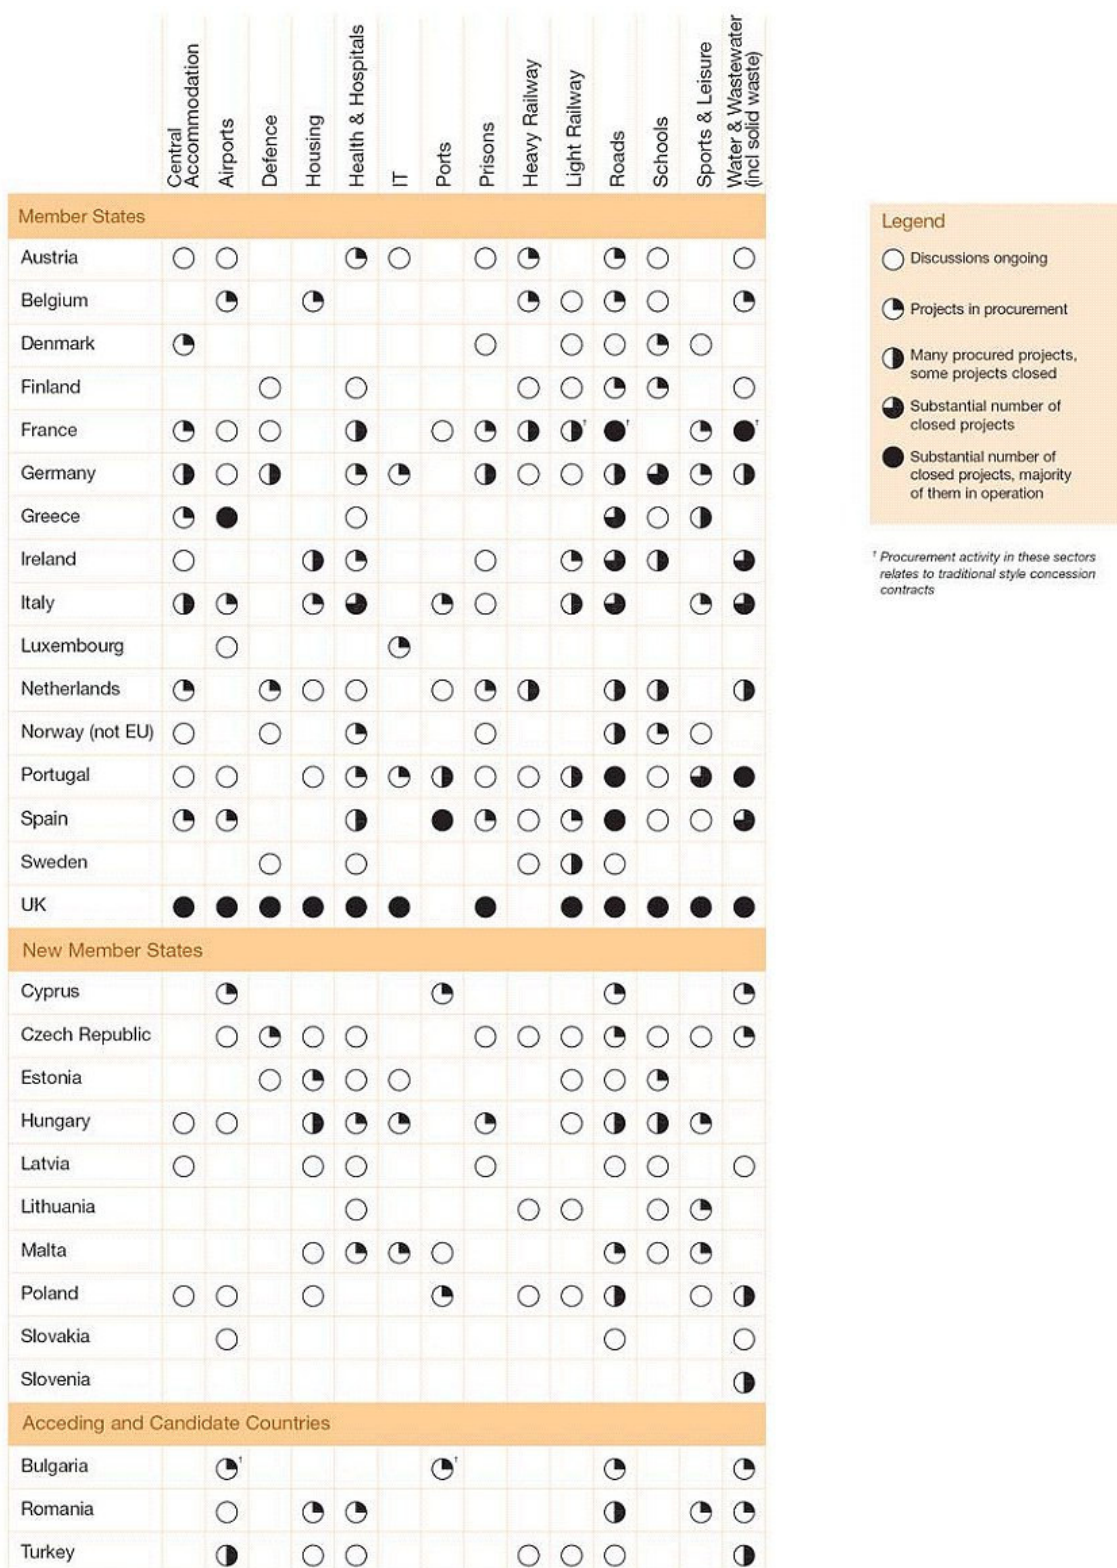 Central
Accommodation
Airports
Defence
Housing
Health & Hospitals
IT
Ports
Prisons
Heavy Railway
Light Railway
Roads
Schools
Sports & Leisure
Water & Wastewater
(incl solid waste)
Member States
Austria
Belgium
Denmark
Finland
France † † †
Germany
Greece
Ireland
Italy
Luxembourg
Netherlands
Norway (not EU)
Portugal
Spain
Sweden
UK
New Member States
Cyprus
Czech Republic
Estonia
Hungary
Latvia
Lithuania
Malta
Poland
Slovakia
Slovenia
Acceding and Candidate Countries
Bulgaria † †
Romania
Turkey
Legend
Discussions ongoing
Projects in procurement
Many procured projects,
some projects closed
Substantial number of
closed projects
Substantial number of
closed projects, majority
of them in operation
† Procurement activity in these sectors
relates to traditional style concession
contracts